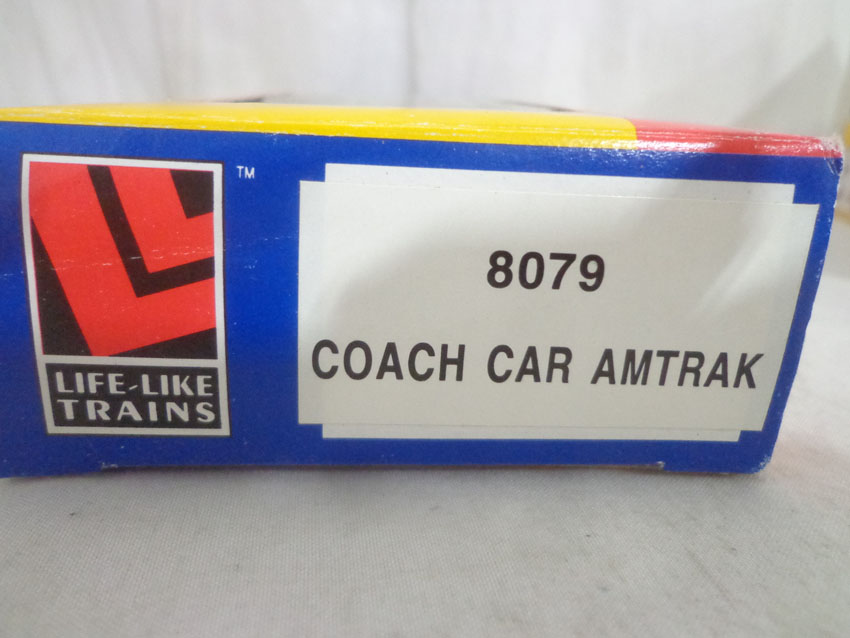 TM
8079
COACH CAR AMTRAK
LIFE-LIKE
TRAINS